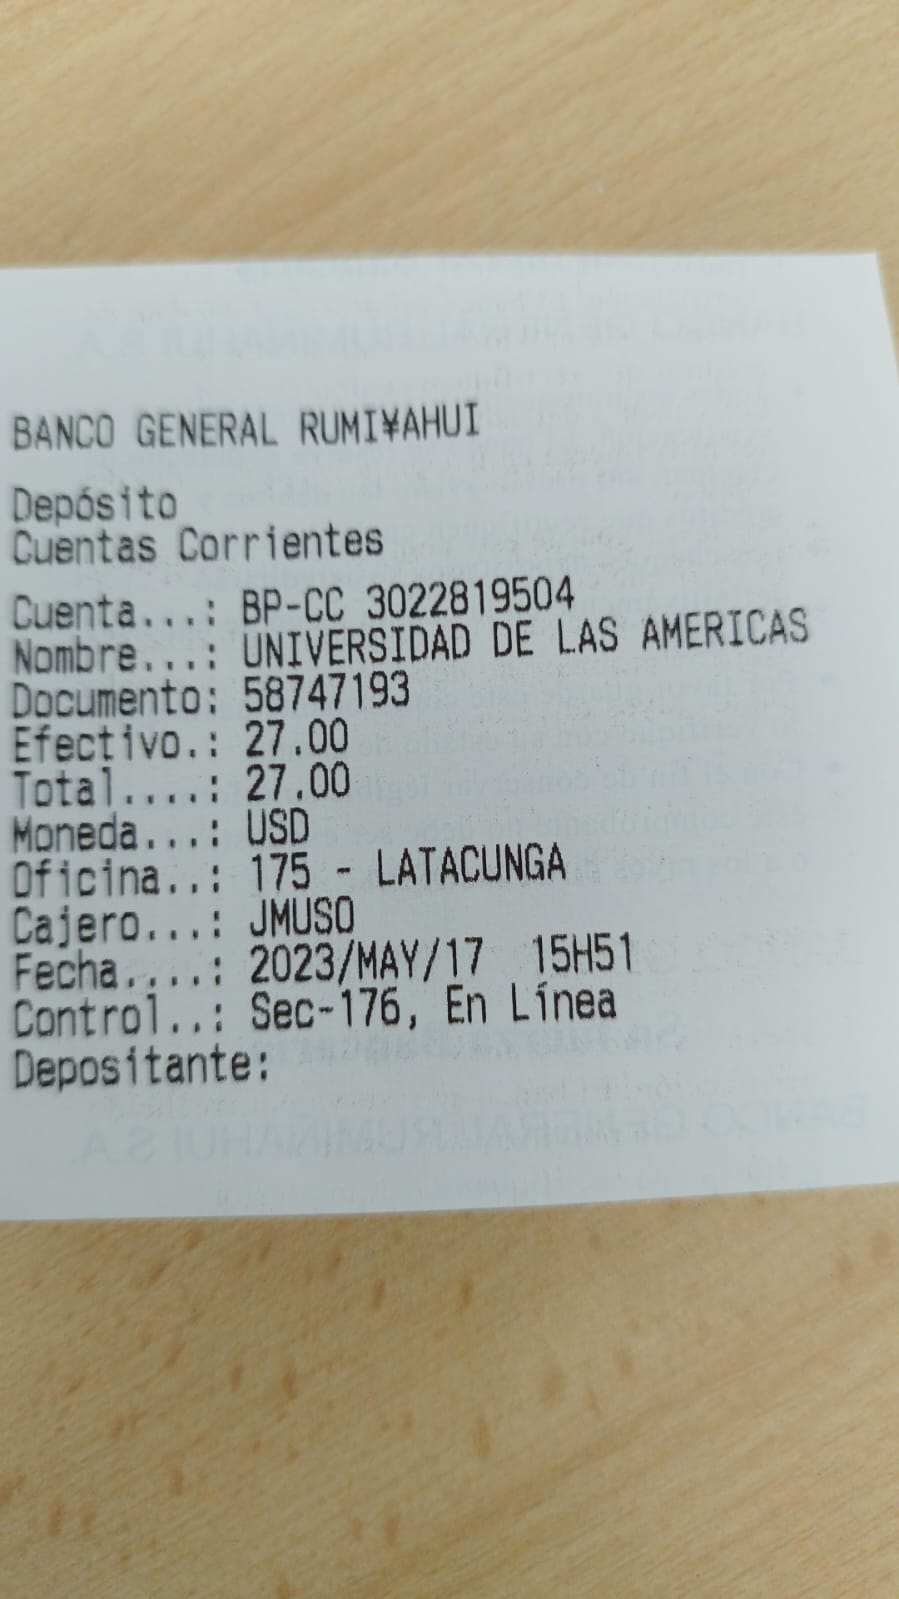 BANCO GENERAL RUMI¥AHUI
Depósito
Cuentas Corrientes
Cuenta...: BP-CC 3022819504
Nombre...: UNIVERSIDAD DE LAS AMERICAS
Documento: 58747193
Efectivo.: 27.00
Total....: 27.00
Moneda...: USD
Oficina..: 175 - LATACUNGA
Cajero...: JMUSO
Fecha....: 2023/MAY/17  15H51
Control..: Sec-176, En Línea
Depositante: